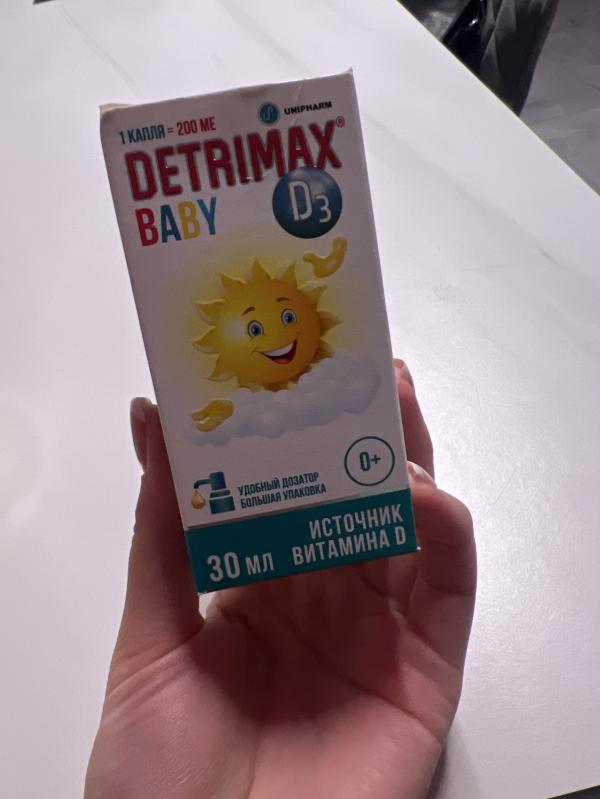 UNIPHARM
1 КАПЛЯ = 200 МЕ
DETRIMAX®
BABY
D3
0+
УДОБНЫЙ ДОЗАТОР
БОЛЬШАЯ УПАКОВКА
ИСТОЧНИК
30 МЛ ВИТАМИНА D